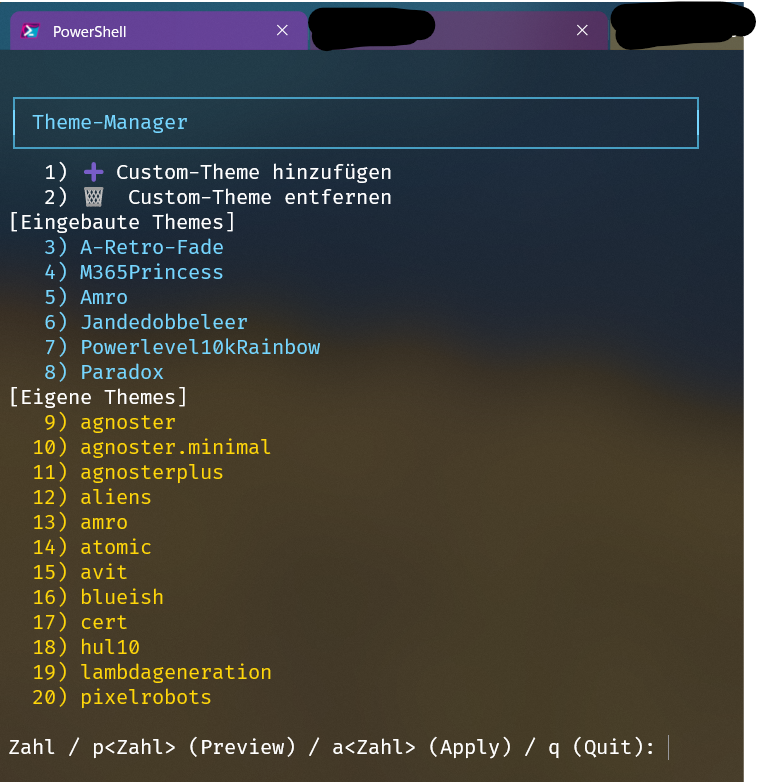 PowerShell
Theme-Manager
1) ➕ Custom-Theme hinzufügen
2) 🗑️ Custom-Theme entfernen
[Eingebaute Themes]
3) A-Retro-Fade
4) M365Princess
5) Amro
6) Jandedobbeleer
7) Powerlevel10kRainbow
8) Paradox
[Eigene Themes]
9) agnoster
10) agnoster.minimal
11) agnosterplus
12) aliens
13) amro
14) atomic
15) avit
16) blueish
17) cert
18) hul10
19) lambdageneration
20) pixelrobots
Zahl / p<Zahl> (Preview) / a<Zahl> (Apply) / q (Quit):